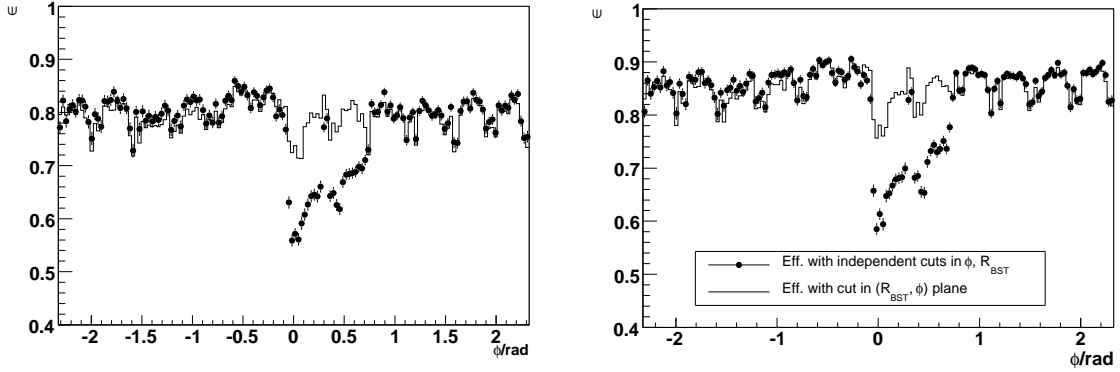 ϵ
1
0.9
0.8
0.7
0.6
0.5
0.4
-2 -1.5 -1 -0.5 0 0.5 1 1.5 2
ϕ/rad
ϵ
1
0.9
0.8
0.7
0.6
0.5
0.4
Eff. with independent cuts in ϕ, R_BST
Eff. with cut in (R_BST, ϕ) plane
-2 -1 0 1 2
ϕ/rad